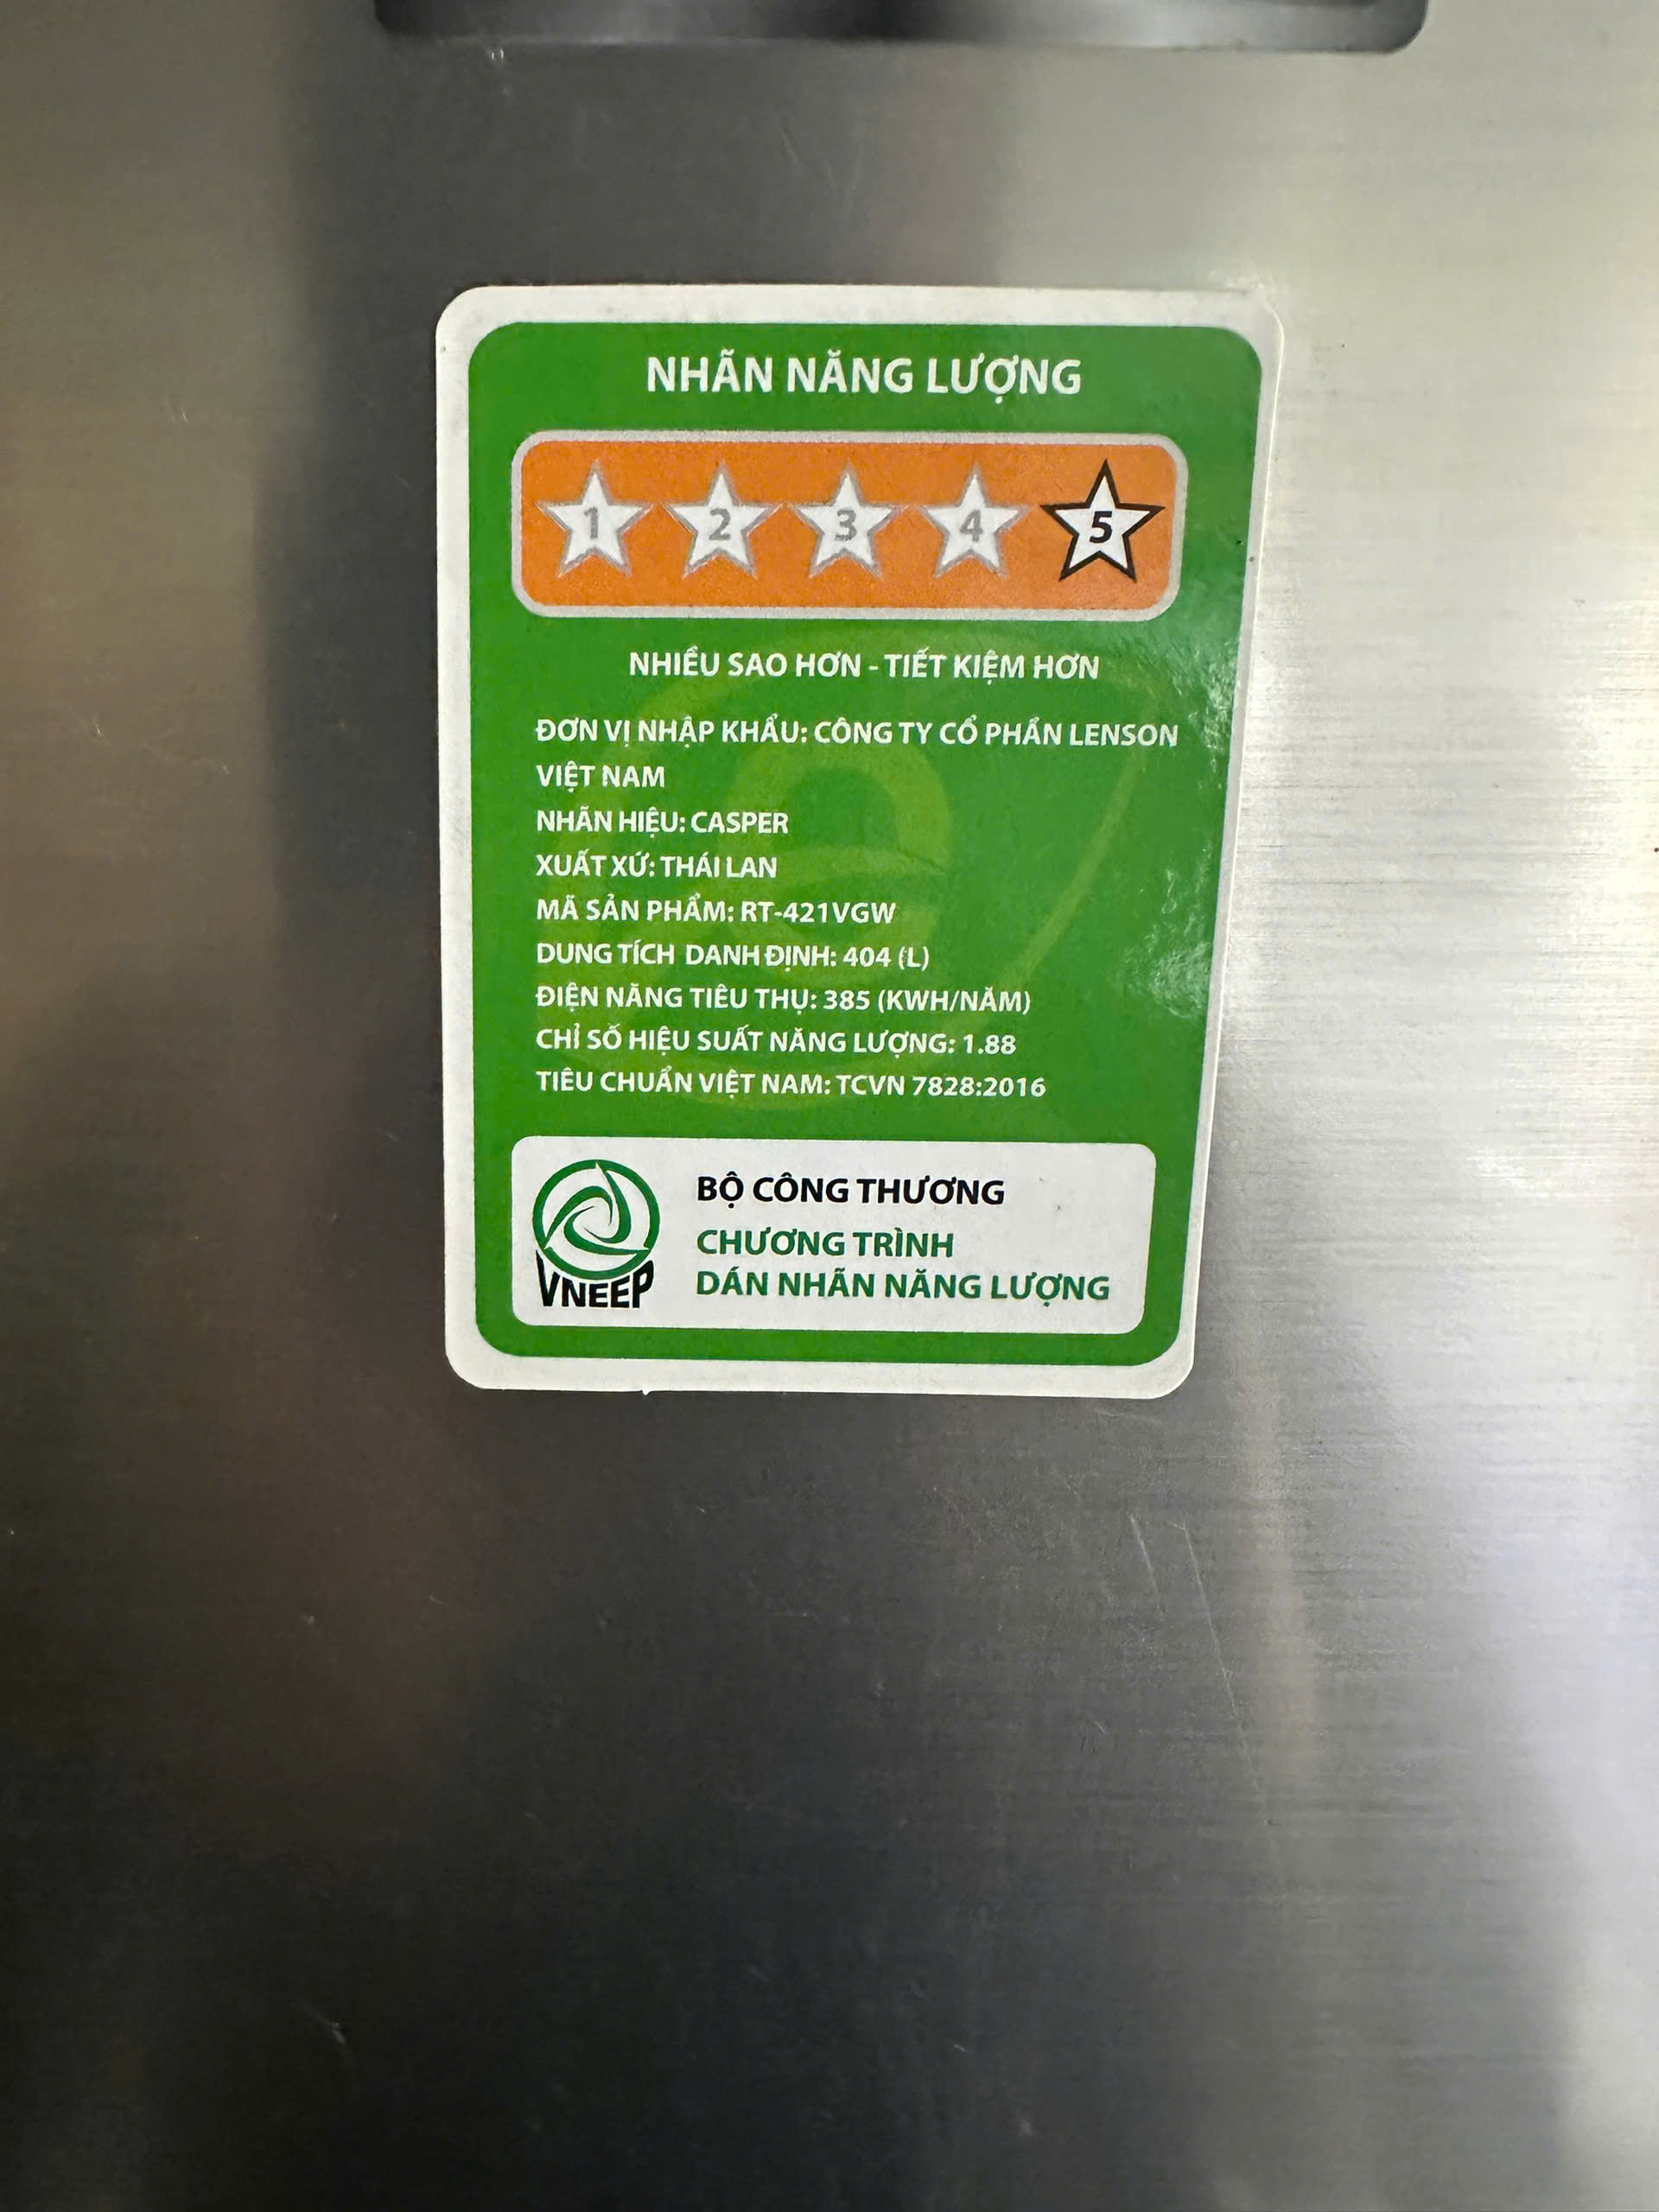 NHÃN NĂNG LƯỢNG
1 2 3 4 5
NHIỀU SAO HƠN - TIẾT KIỆM HƠN
ĐƠN VỊ NHẬP KHẨU: CÔNG TY CỔ PHẦN LENSON
VIỆT NAM
NHÃN HIỆU: CASPER
XUẤT XỨ: THÁI LAN
MÃ SẢN PHẨM: RT-421VGW
DUNG TÍCH DANH ĐỊNH: 404 (L)
ĐIỆN NĂNG TIÊU THỤ: 385 (KWH/NĂM)
CHỈ SỐ HIỆU SUẤT NĂNG LƯỢNG: 1.88
TIÊU CHUẨN VIỆT NAM: TCVN 7828:2016
BỘ CÔNG THƯƠNG
CHƯƠNG TRÌNH
DÁN NHÃN NĂNG LƯỢNG
VNEEP